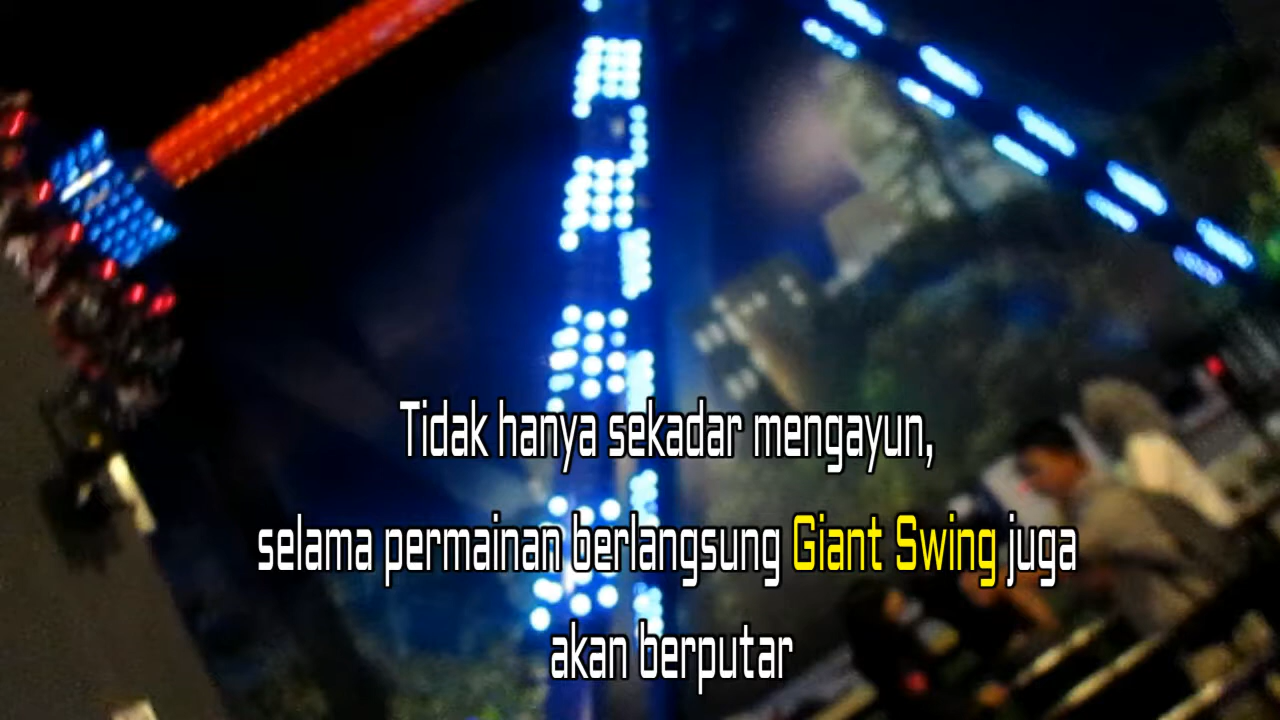 Tidak hanya sekadar mengayun,
selama permainan berlangsung Giant Swing juga
akan berputar